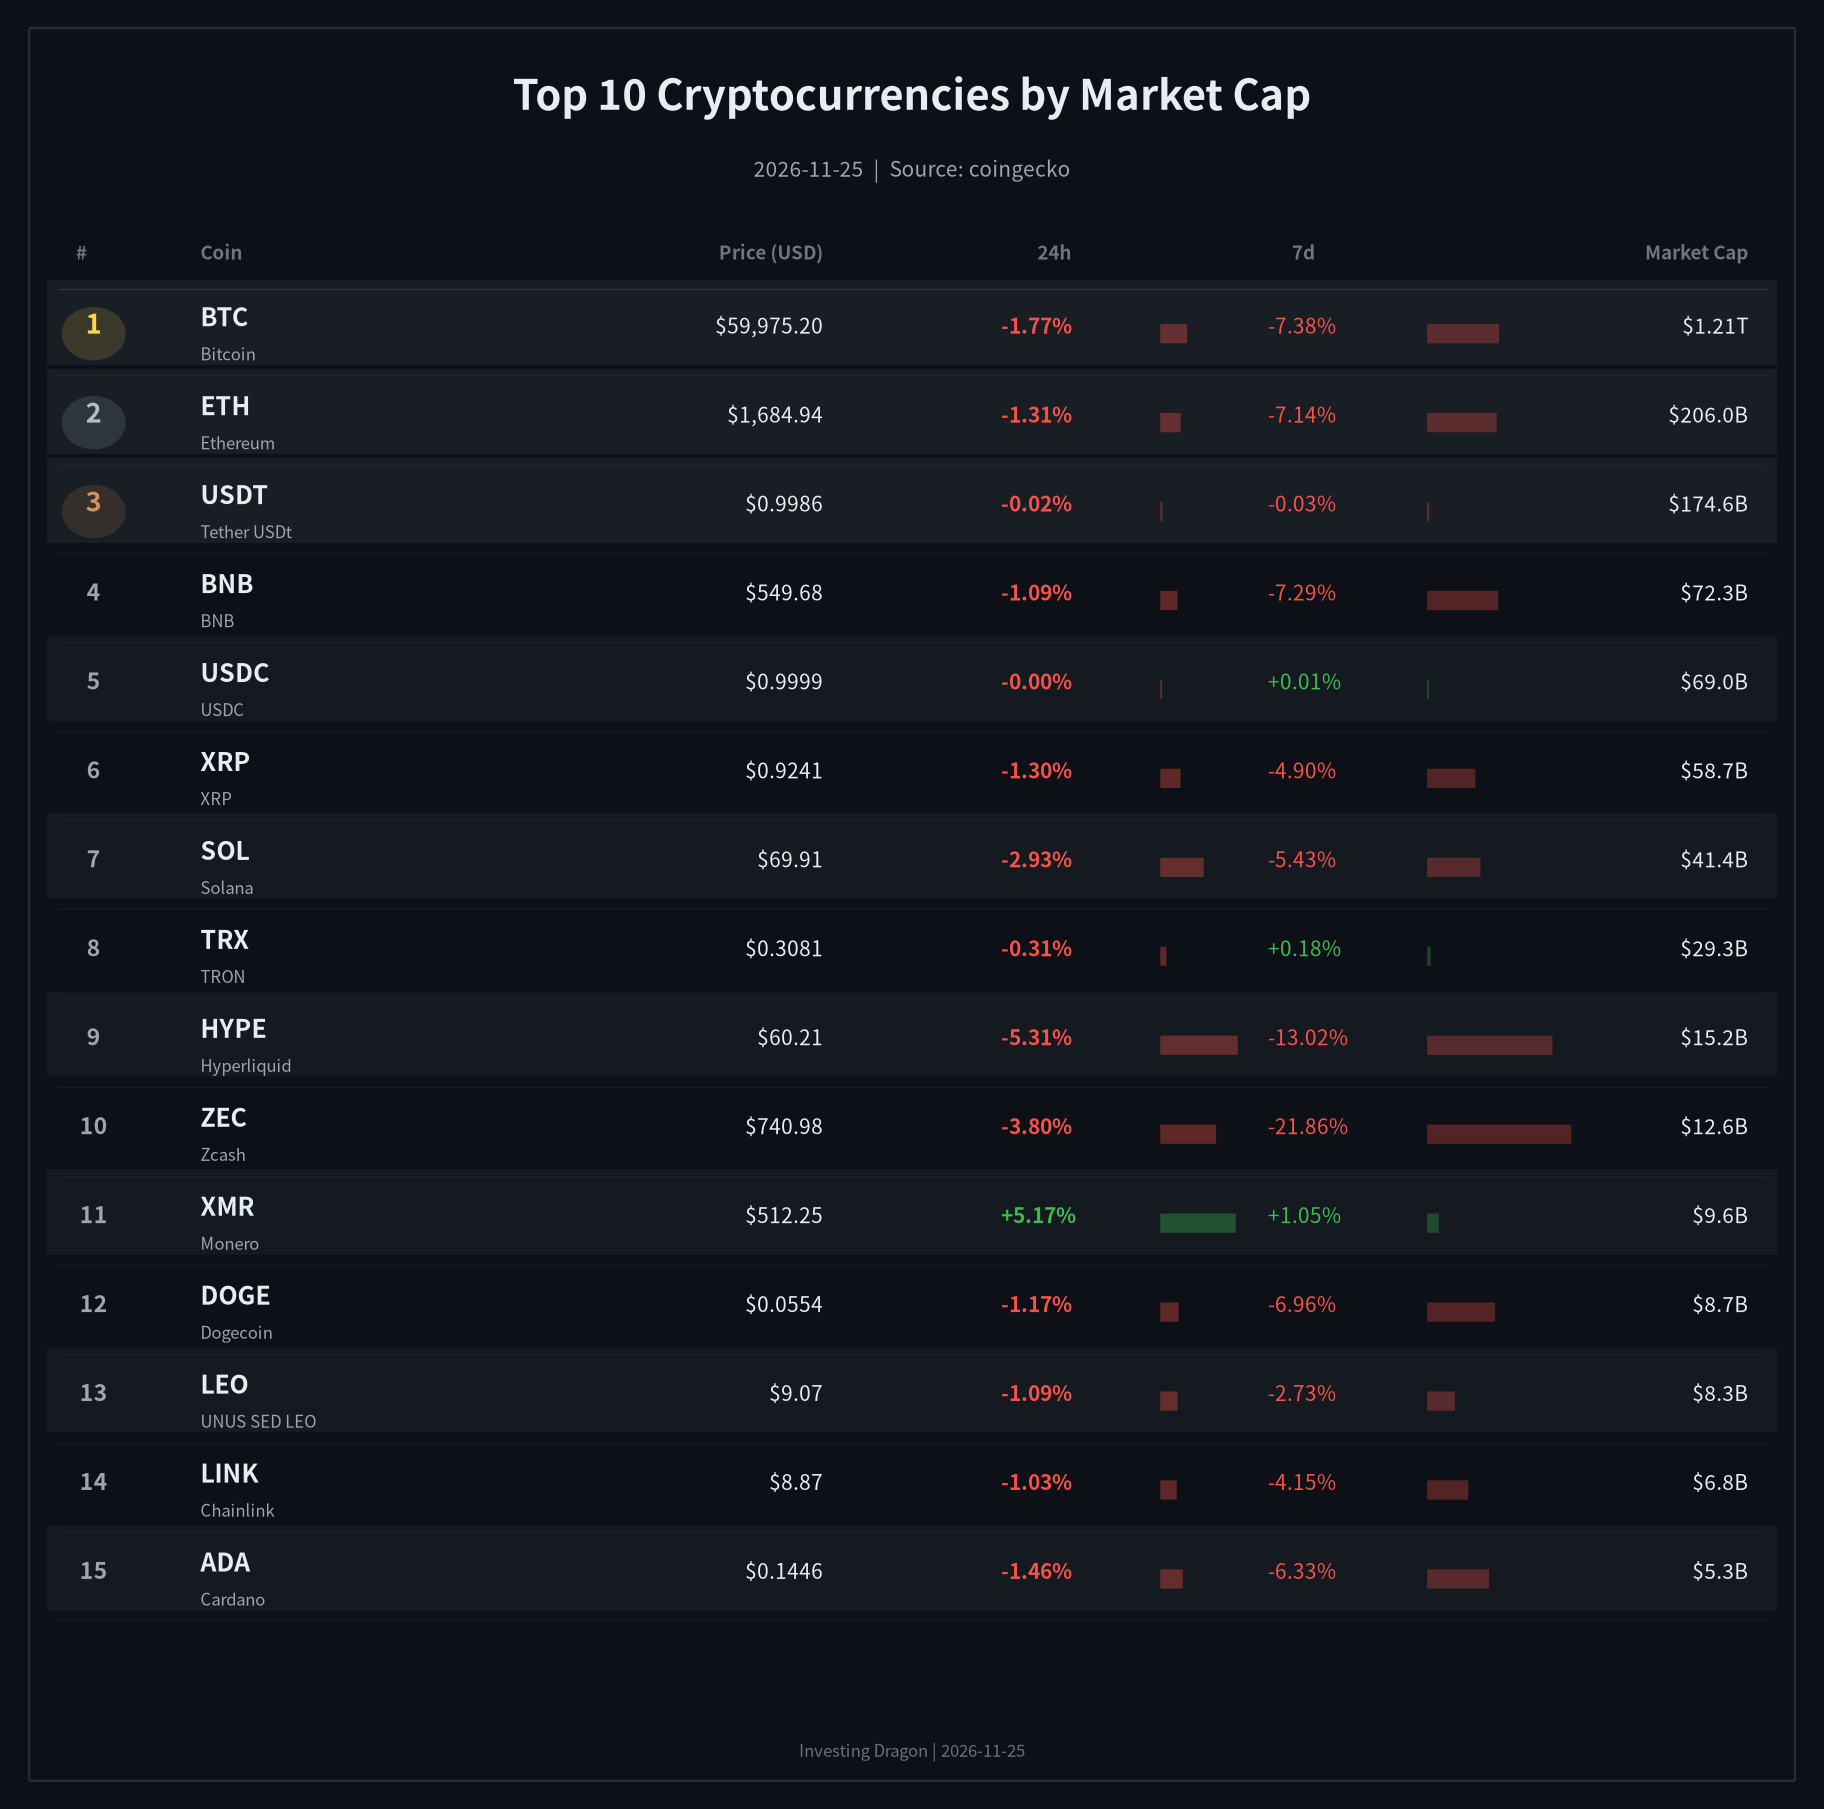 Top 10 Cryptocurrencies by Market Cap
2026-11-25 | Source: coingecko
# Coin Price (USD) 24h 7d Market Cap
1 BTC $59,975.20 -1.77% -7.38% $1.21T
Bitcoin
2 ETH $1,684.94 -1.31% -7.14% $206.0B
Ethereum
3 USDT $0.9986 -0.02% -0.03% $174.6B
Tether USDt
4 BNB $549.68 -1.09% -7.29% $72.3B
BNB
5 USDC $0.9999 -0.00% +0.01% $69.0B
USDC
6 XRP $0.9241 -1.30% -4.90% $58.7B
XRP
7 SOL $69.91 -2.93% -5.43% $41.4B
Solana
8 TRX $0.3081 -0.31% +0.18% $29.3B
TRON
9 HYPE $60.21 -5.31% -13.02% $15.2B
Hyperliquid
10 ZEC $740.98 -3.80% -21.86% $12.6B
Zcash
11 XMR $512.25 +5.17% +1.05% $9.6B
Monero
12 DOGE $0.0554 -1.17% -6.96% $8.7B
Dogecoin
13 LEO $9.07 -1.09% -2.73% $8.3B
UNUS SED LEO
14 LINK $8.87 -1.03% -4.15% $6.8B
Chainlink
15 ADA $0.1446 -1.46% -6.33% $5.3B
Cardano
Investing Dragon | 2026-11-25